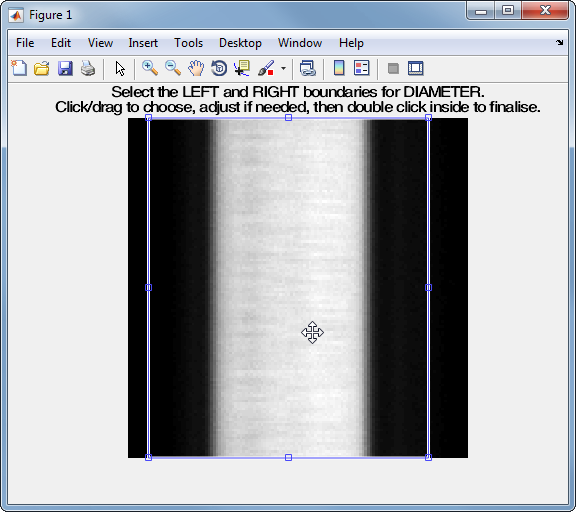 Figure 1
File Edit View Insert Tools Desktop Window Help
Select the LEFT and RIGHT boundaries for DIAMETER.
Click/drag to choose, adjust if needed, then double click inside to finalise.